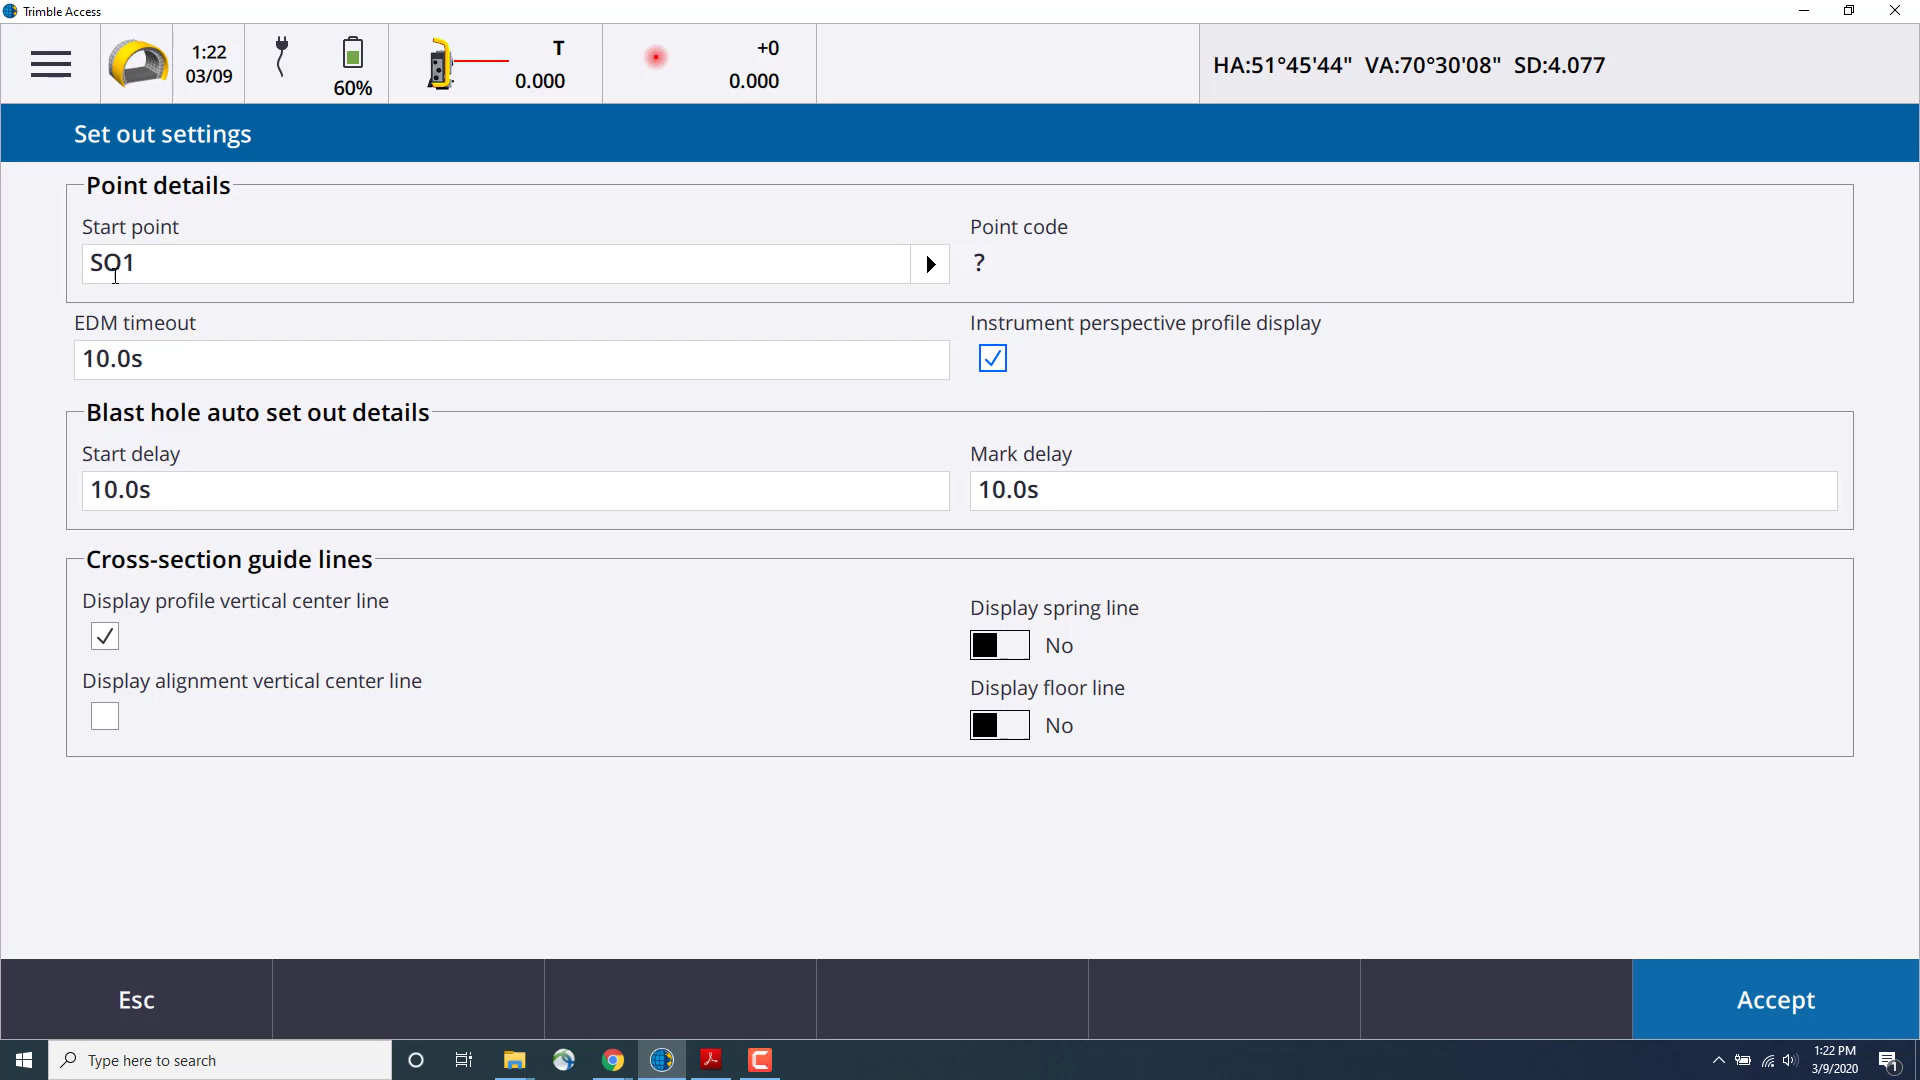 Trimble Access
1:22
03/09
60%
T
0.000
+0
0.000
HA:51°45'44" VA:70°30'08" SD:4.077
Set out settings
Point details
Start point
SO1
Point code
?
EDM timeout
10.0s
Instrument perspective profile display
Blast hole auto set out details
Start delay
10.0s
Mark delay
10.0s
Cross-section guide lines
Display profile vertical center line
Display spring line
No
Display alignment vertical center line
Display floor line
No
Esc
Accept
Type here to search
1:22 PM
3/9/2020
1